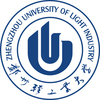 ZHENGZHOU UNIVERSITY OF LIGHT INDUSTRY
郑州轻工业大学